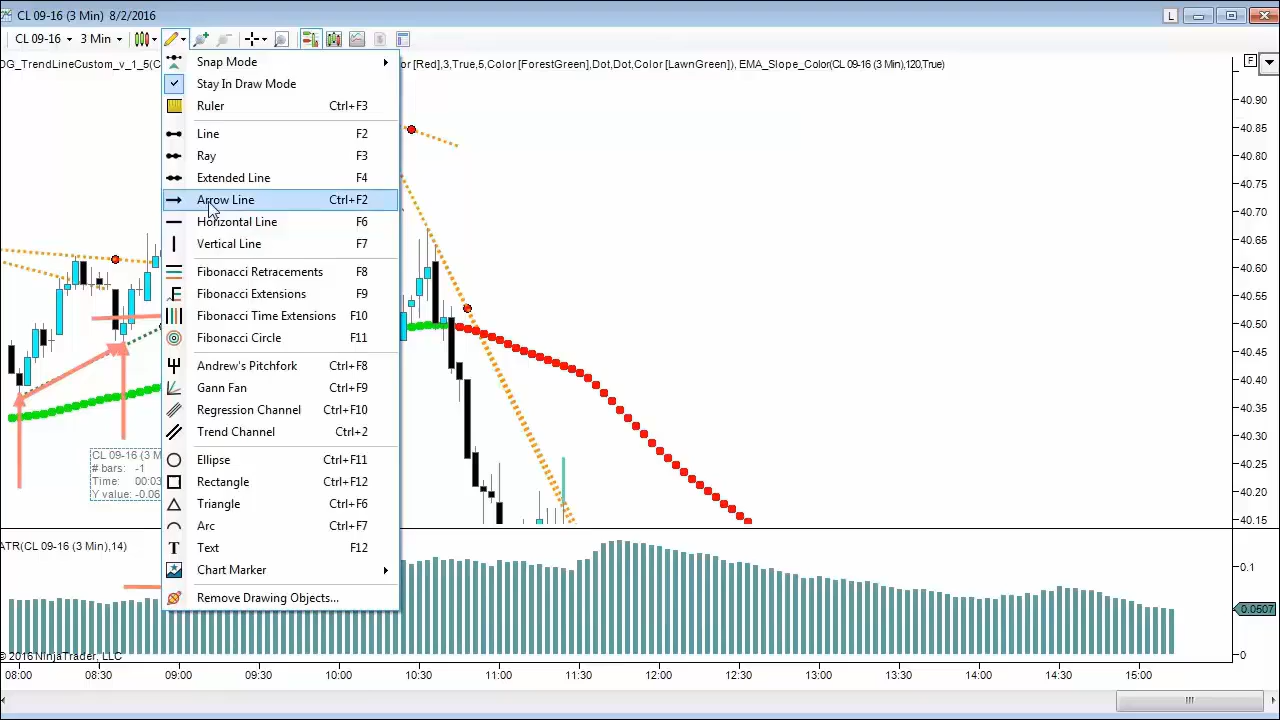 CL 09-16 (3 Min) 8/2/2016
L
CL 09-16 3 Min
F
DG_TrendLineCustom_v_1_5(C
or [Red],3,True,5,Color [ForestGreen],Dot,Dot,Color [LawnGreen]), EMA_Slope_Color(CL 09-16 (3 Min),120,True)
Snap Mode
Stay In Draw Mode
Ruler Ctrl+F3
Line F2
Ray F3
Extended Line F4
Arrow Line Ctrl+F2
Horizontal Line F6
Vertical Line F7
Fibonacci Retracements F8
Fibonacci Extensions F9
Fibonacci Time Extensions F10
Fibonacci Circle F11
Andrew's Pitchfork Ctrl+F8
Gann Fan Ctrl+F9
Regression Channel Ctrl+F10
Trend Channel Ctrl+2
Ellipse Ctrl+F11
Rectangle Ctrl+F12
Triangle Ctrl+F6
Arc Ctrl+F7
Text F12
Chart Marker
Remove Drawing Objects...
40.90
40.85
40.80
40.75
40.70
40.65
40.60
40.55
40.50
40.45
40.40
40.35
40.30
40.25
40.20
40.15
CL 09-16 (3 M
# bars: -1
Time: 00:03
Y value: -0.06
ATR(CL 09-16 (3 Min),14)
0.1
0.0507
0
© 2016 NinjaTrader, LLC
08:00 08:30 09:00 09:30 10:00 10:30 11:00 11:30 12:00 12:30 13:00 13:30 14:00 14:30 15:00